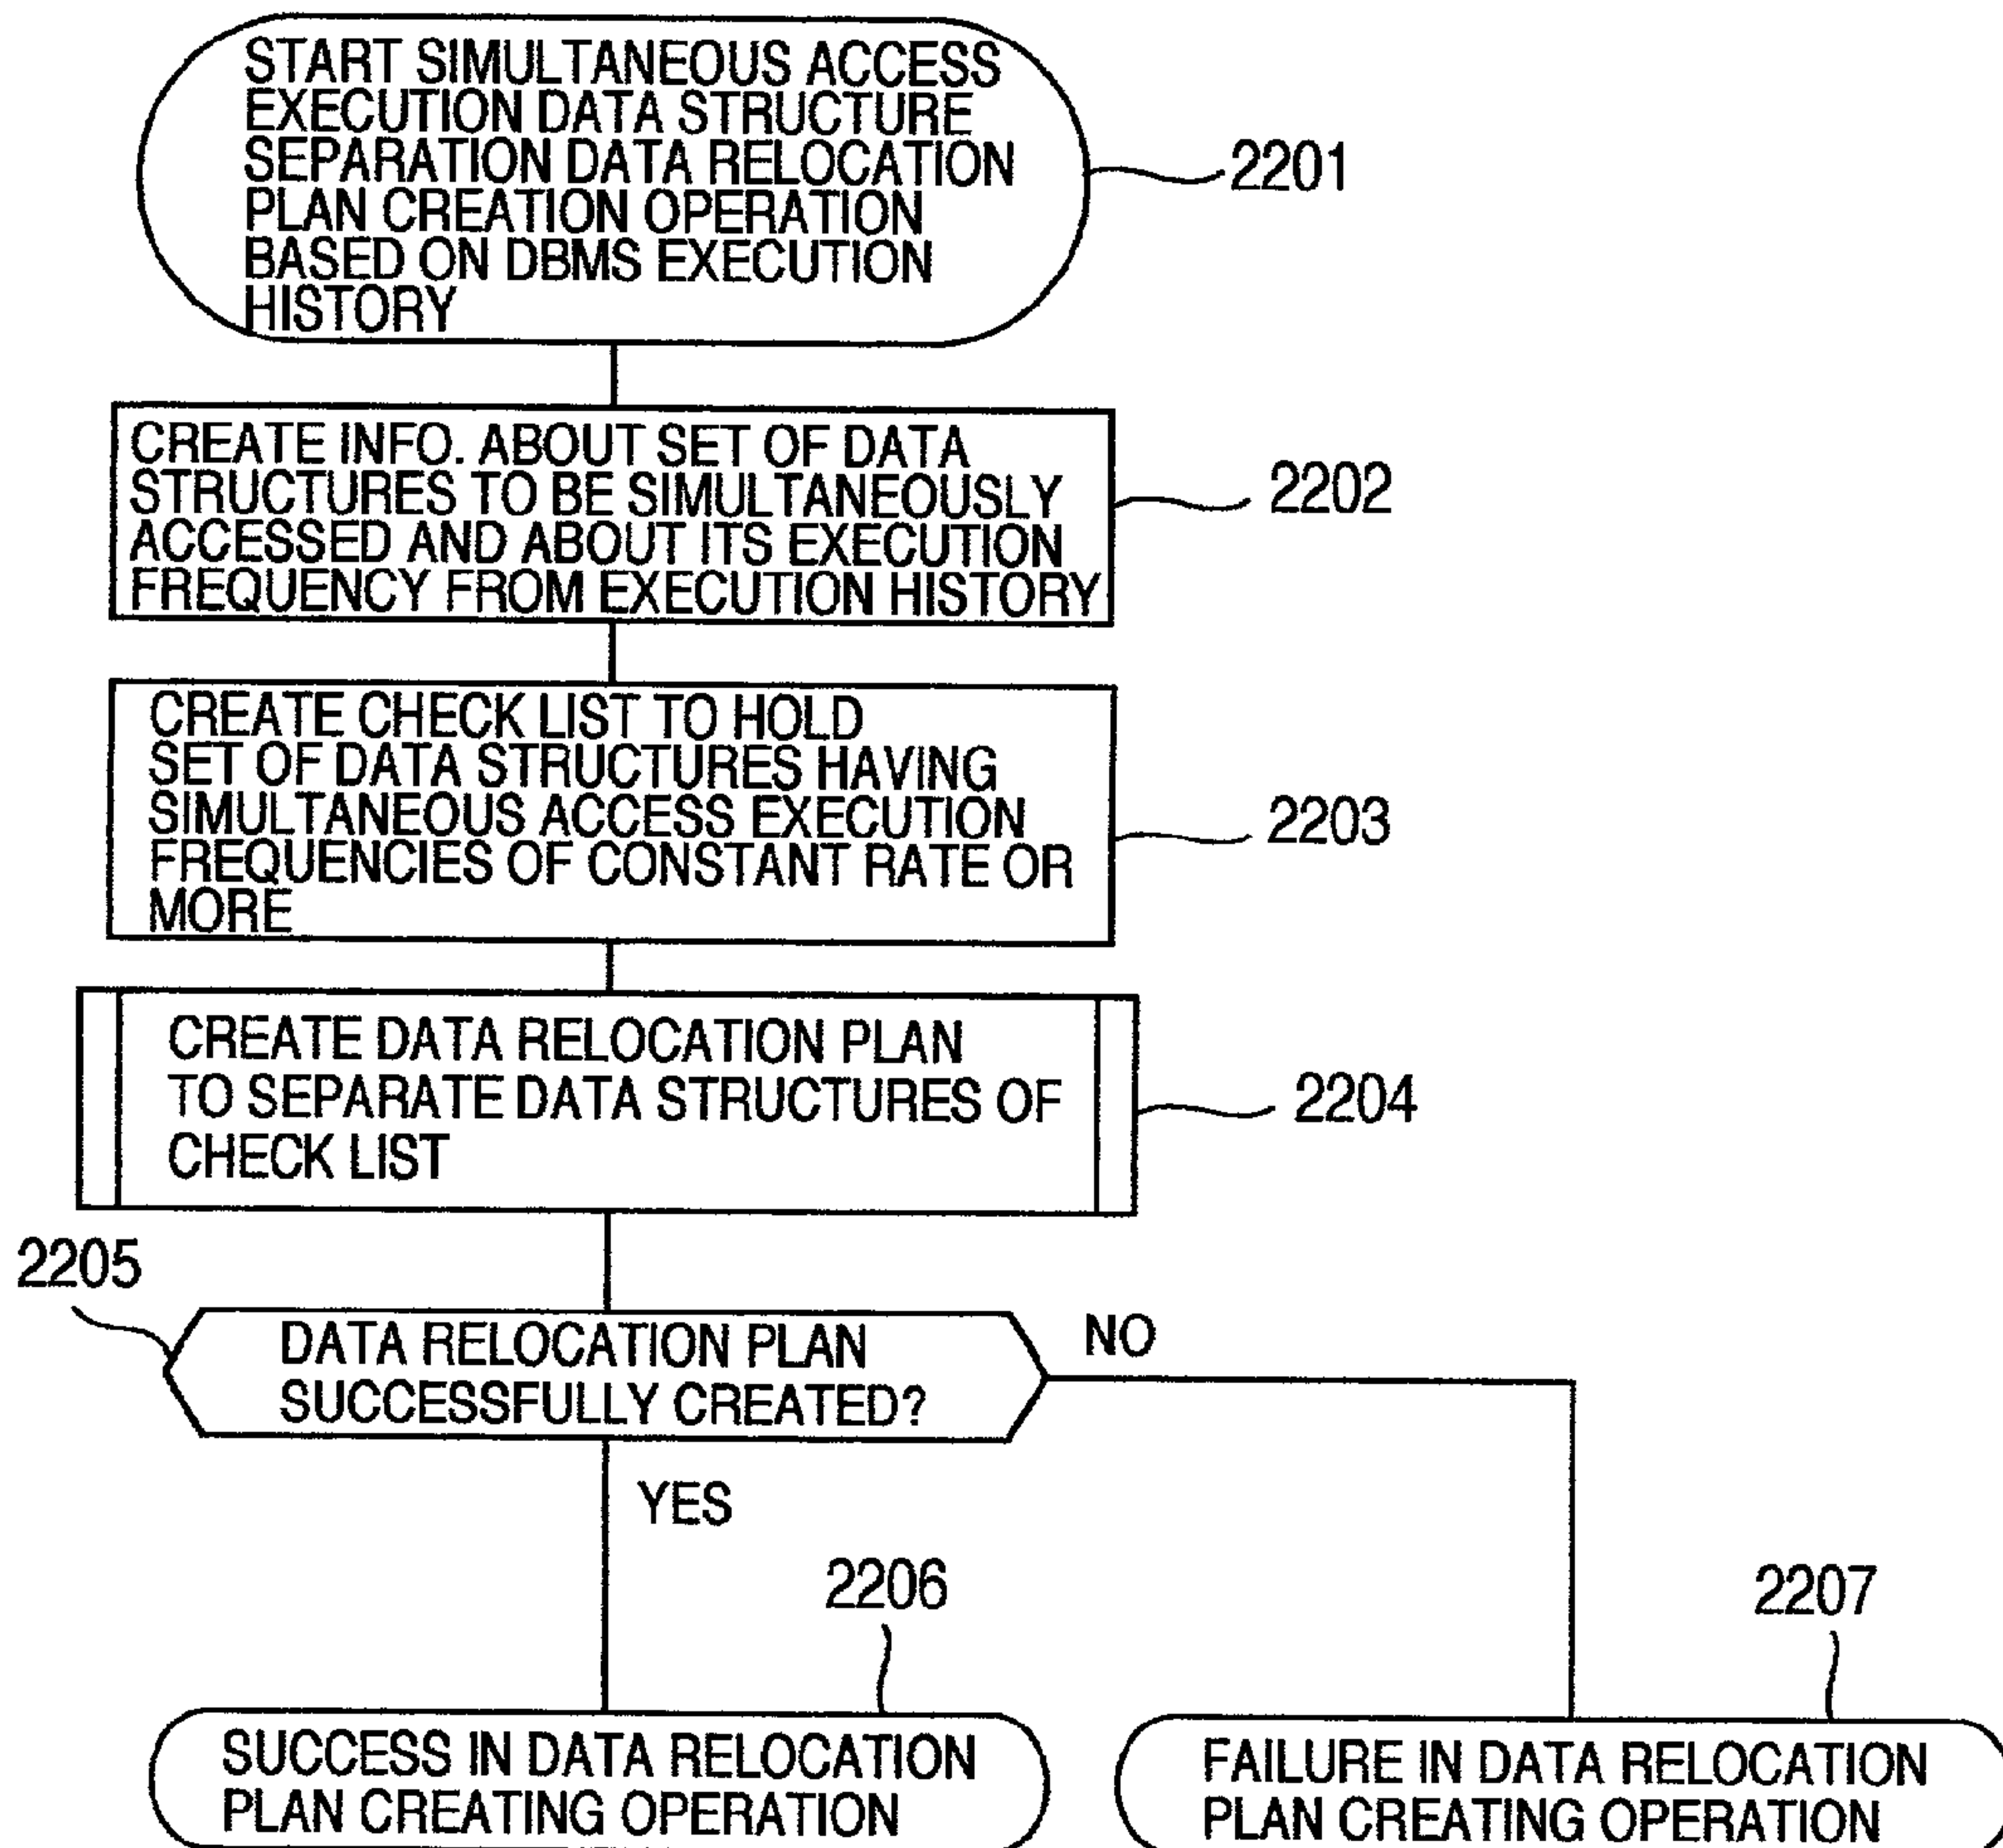 START SIMULTANEOUS ACCESS
EXECUTION DATA STRUCTURE
SEPARATION DATA RELOCATION
PLAN CREATION OPERATION
BASED ON DBMS EXECUTION
HISTORY
2201
CREATE INFO. ABOUT SET OF DATA
STRUCTURES TO BE SIMULTANEOUSLY
ACCESSED AND ABOUT ITS EXECUTION
FREQUENCY FROM EXECUTION HISTORY
2202
CREATE CHECK LIST TO HOLD
SET OF DATA STRUCTURES HAVING
SIMULTANEOUS ACCESS EXECUTION
FREQUENCIES OF CONSTANT RATE OR
MORE
2203
CREATE DATA RELOCATION PLAN
TO SEPARATE DATA STRUCTURES OF
CHECK LIST
2204
2205
DATA RELOCATION PLAN
SUCCESSFULLY CREATED?
NO
YES
2206
2207
SUCCESS IN DATA RELOCATION
PLAN CREATING OPERATION
FAILURE IN DATA RELOCATION
PLAN CREATING OPERATION